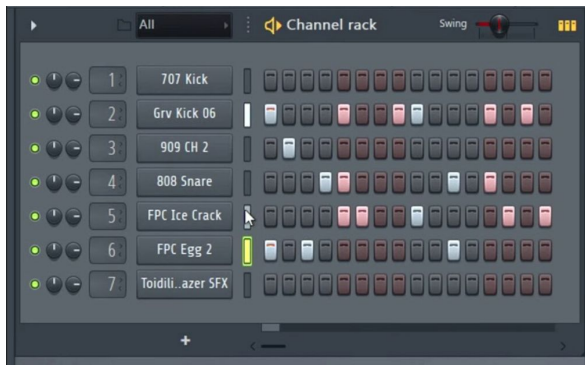 All Channel rack Swing
1 707 Kick
2 Grv Kick 06
3 909 CH 2
4 808 Snare
5 FPC Ice Crack
6 FPC Egg 2
7 Toidili..azer SFX
+